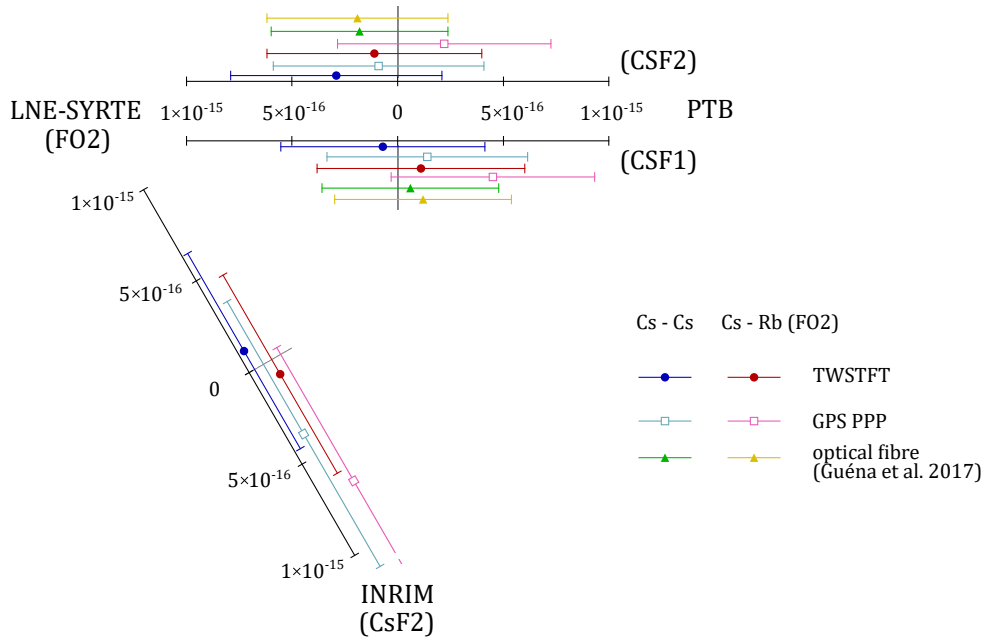 (CSF2)
LNE-SYRTE
(FO2)
1×10⁻¹⁵ 5×10⁻¹⁶ 0 5×10⁻¹⁶ 1×10⁻¹⁵
PTB
(CSF1)
1×10⁻¹⁵
5×10⁻¹⁶
0
5×10⁻¹⁶
1×10⁻¹⁵
INRIM
(CsF2)
Cs - Cs Cs - Rb (FO2)
TWSTFT
GPS PPP
optical fibre
(Guéna et al. 2017)